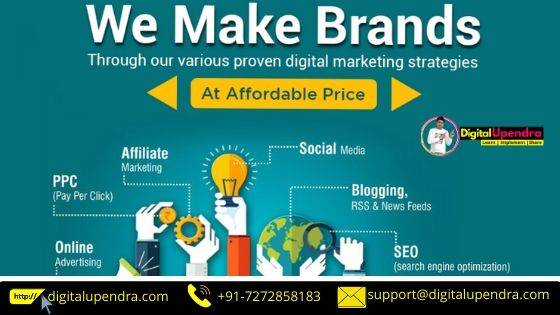 We Make Brands
Through our various proven digital marketing strategies
At Affordable Price
DigitalUpendra
Learn | Implement | Share
Affiliate
Marketing
Social Media
PPC
(Pay Per Click)
Blogging,
RSS & News Feeds
Online
Advertising
SEO
(search engine optimization)
http://
digitalupendra.com
+91-7272858183
support@digitalupendra.com